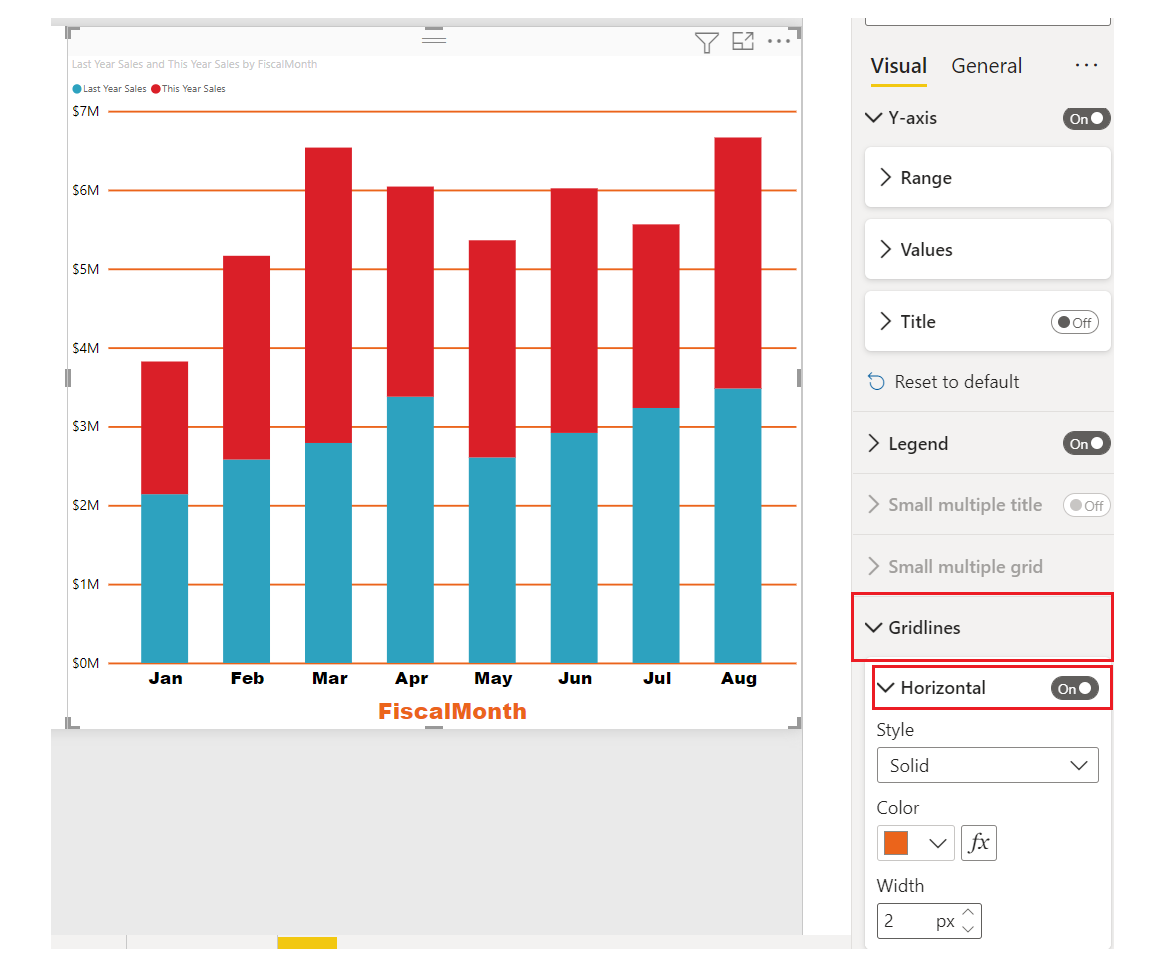 Last Year Sales and This Year Sales by FiscalMonth
Last Year Sales This Year Sales
$7M
$6M
$5M
$4M
$3M
$2M
$1M
$0M
Jan Feb Mar Apr May Jun Jul Aug
FiscalMonth
Visual General
Y-axis On
Range
Values
Title Off
Reset to default
Legend On
Small multiple title Off
Small multiple grid
Gridlines
Horizontal On
Style
Solid
Color
fx
Width
2 px